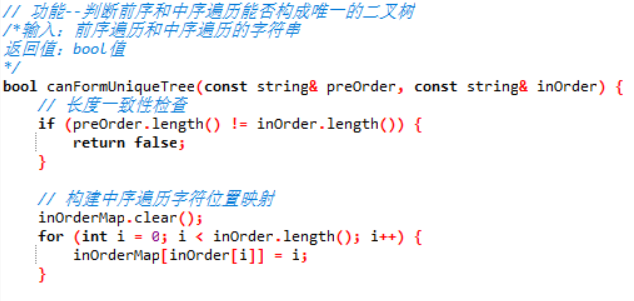 // 功能--判断前序和中序遍历能否构成唯一的二叉树
/*输入：前序遍历和中序遍历的字符串
返回值：bool值
*/
bool canFormUniqueTree(const string& preOrder, const string& inOrder) {
    // 长度一致性检查
    if (preOrder.length() != inOrder.length()) {
        return false;
    }

    // 构建中序遍历字符位置映射
    inOrderMap.clear();
    for (int i = 0; i < inOrder.length(); i++) {
        inOrderMap[inOrder[i]] = i;
    }